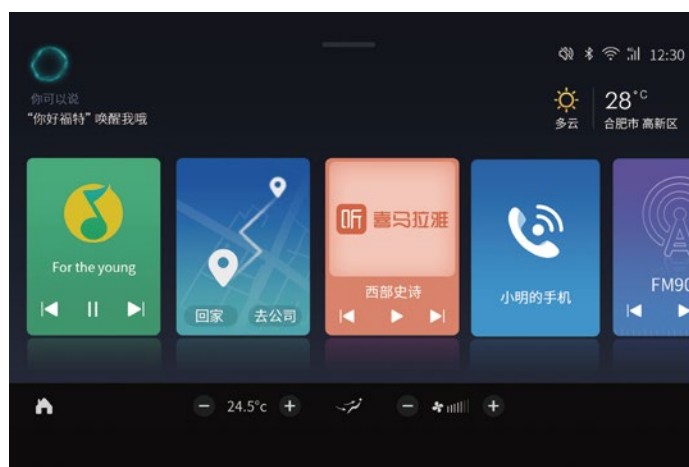 12:30
你可以说
“你好福特” 唤醒我哦
28°C
多云
合肥市 高新区
For the young
回家
去公司
听
喜马拉雅
西部史诗
小明的手机
FM90
24.5°c